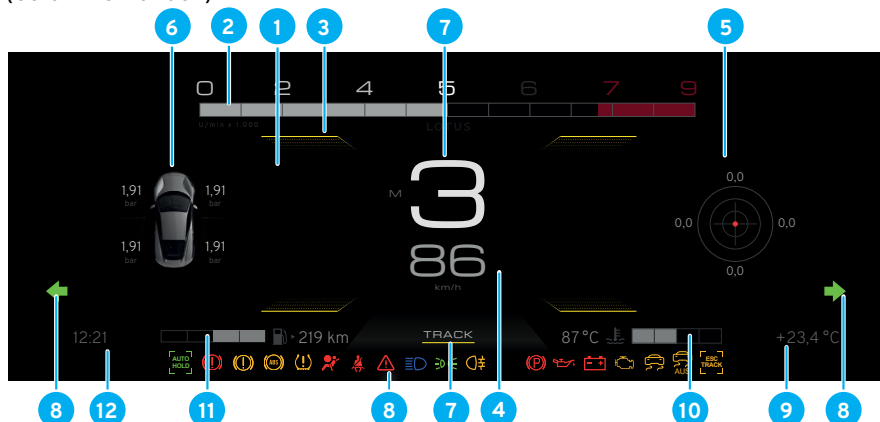 6 2 1 3 7 5
0 2 4 5 6 7 9
U/min x 1.000
LOTUS
M 3
86
km/h
1,91 1,91
bar bar
1,91 1,91
bar bar
0,0
0,0 0,0
0,0
12:21 219 km TRACK 87°C +23,4 °C
AUTO HOLD ABS P AUS ESC TRACK
8 12 11 8 7 4 10 9 8